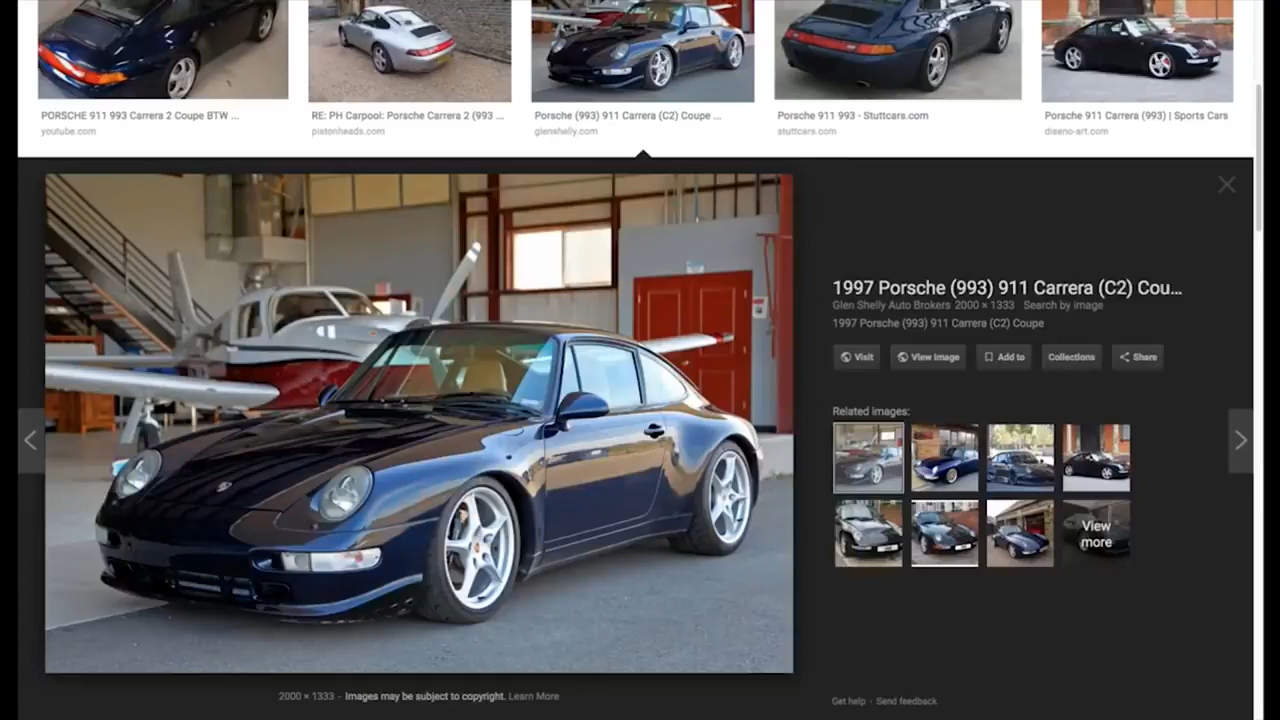 PORSCHE 911 993 Carrera 2 Coupe BTW ...
youtube.com
RE: PH Carpool: Porsche Carrera 2 (993 ...
pistonheads.com
Porsche (993) 911 Carrera (C2) Coupe ...
glenshelly.com
Porsche 911 993 - Stuttcars.com
stuttcars.com
Porsche 911 Carrera (993) | Sports Cars
diseno-art.com
1997 Porsche (993) 911 Carrera (C2) Cou...
Glen Shelly Auto Brokers 2000 × 1333 Search by image
1997 Porsche (993) 911 Carrera (C2) Coupe
Visit
View image
Add to
Collections
Share
Related images:
View
more
2000 × 1333 - Images may be subject to copyright. Learn More
Get help - Send feedback